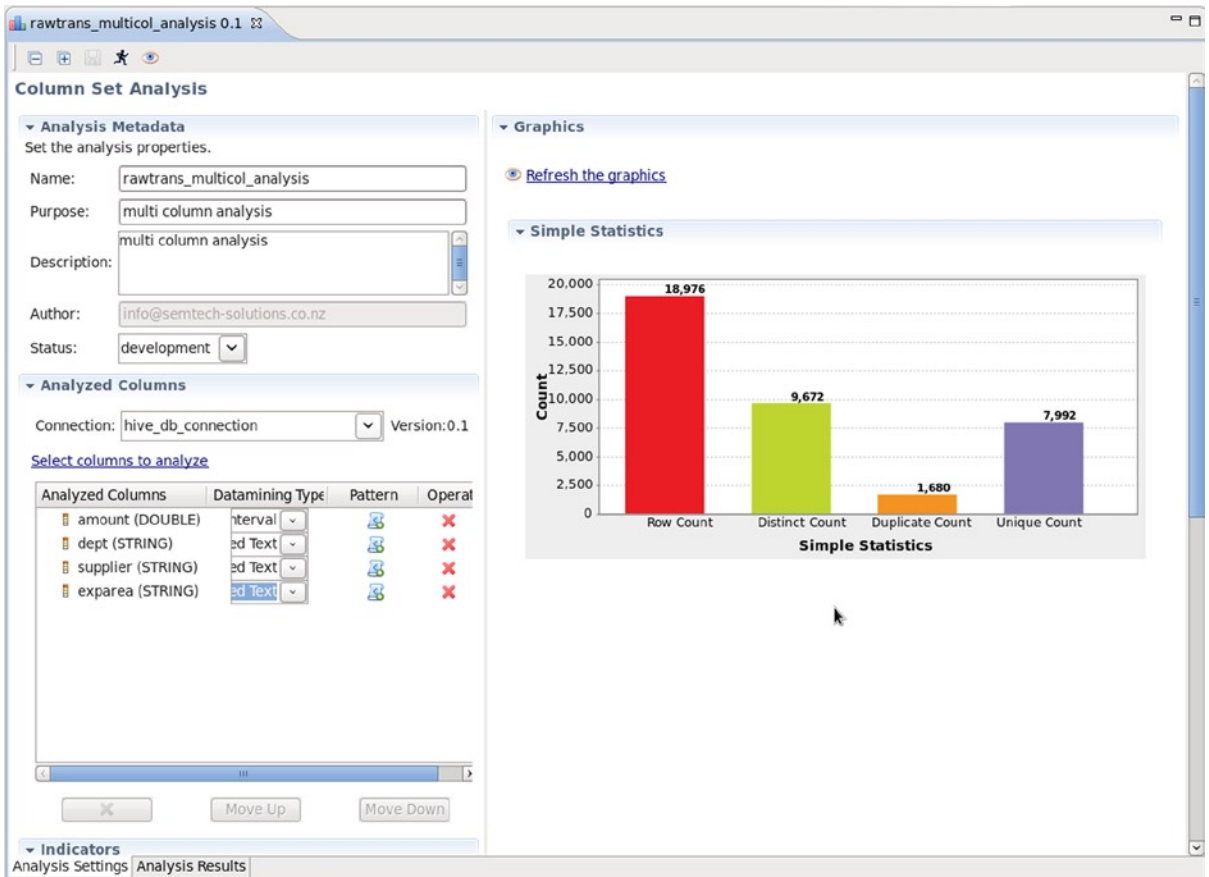 rawtrans_multicol_analysis 0.1
Column Set Analysis
Analysis Metadata
Set the analysis properties.
Name: rawtrans_multicol_analysis
Purpose: multi column analysis
Description: multi column analysis
Author: info@semtech-solutions.co.nz
Status: development
Analyzed Columns
Connection: hive_db_connection Version:0.1
Select columns to analyze
Analyzed Columns Datamining Type Pattern Operat
amount (DOUBLE) nterval
dept (STRING) ed Text
supplier (STRING) ed Text
exparea (STRING) ed Text
Move Up Move Down
Indicators
Analysis Settings Analysis Results
Graphics
Refresh the graphics
Simple Statistics
20,000
17,500
15,000
12,500
10,000
7,500
5,000
2,500
0
Count
18,976
9,672
1,680
7,992
Row Count Distinct Count Duplicate Count Unique Count
Simple Statistics